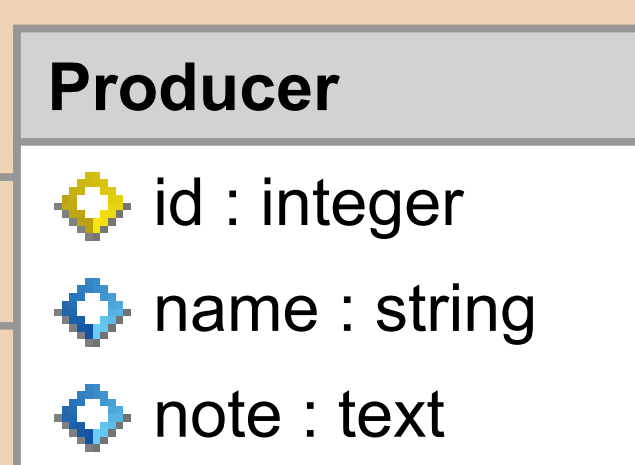 Producer
id : integer
name : string
note : text